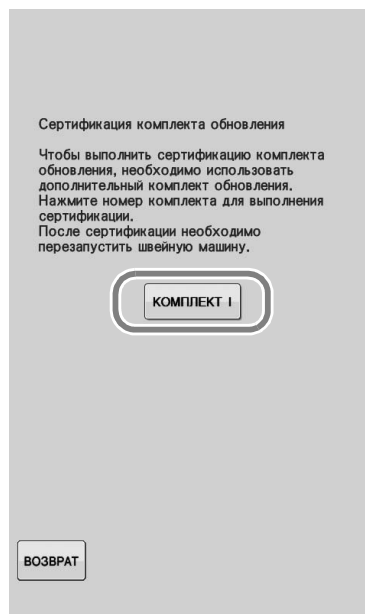 Сертификация комплекта обновления
Чтобы выполнить сертификацию комплекта
обновления, необходимо использовать
дополнительный комплект обновления.
Нажмите номер комплекта для выполнения
сертификации.
После сертификации необходимо
перезапустить швейную машину.
КОМПЛЕКТ I
ВОЗВРАТ